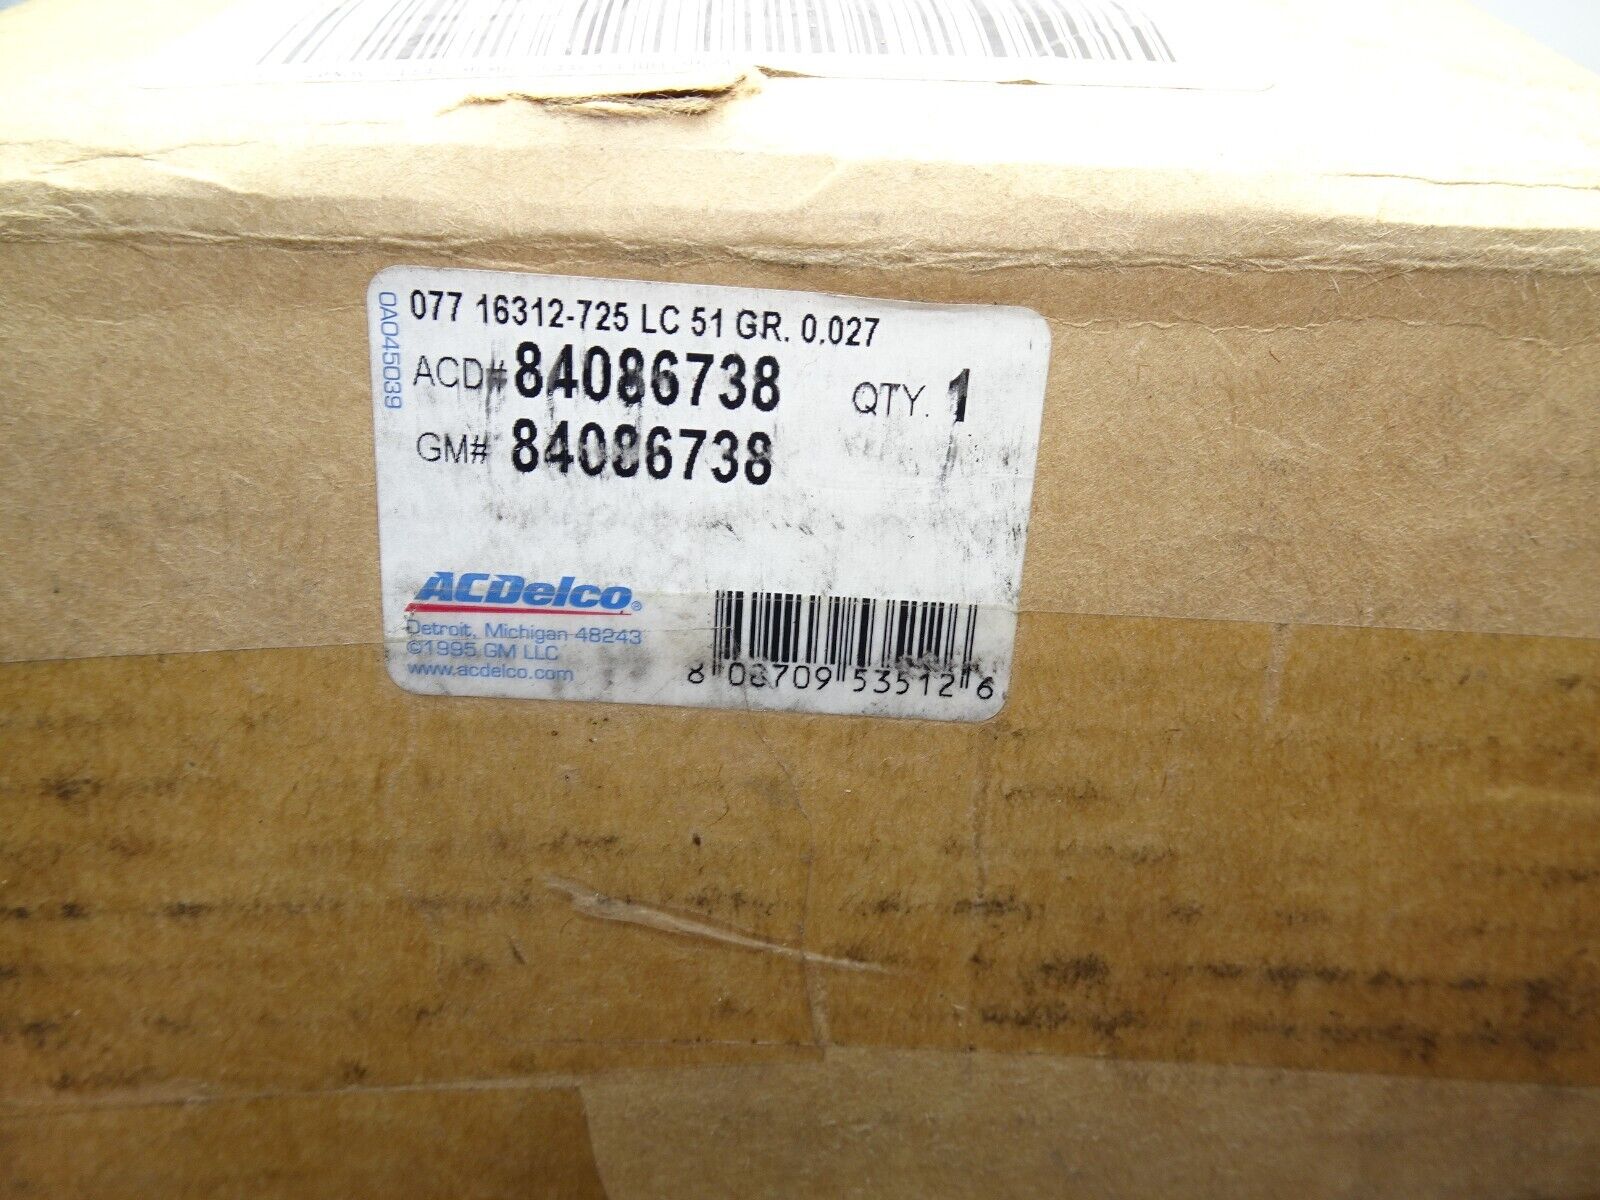 077 16312-725 LC 51 GR. 0.027
0A045039
ACD# 84086738 QTY. 1
GM# 84086738
ACDelco®
Detroit, Michigan 48243
©1995 GM LLC
www.acdelco.com
8 08709 53512 6